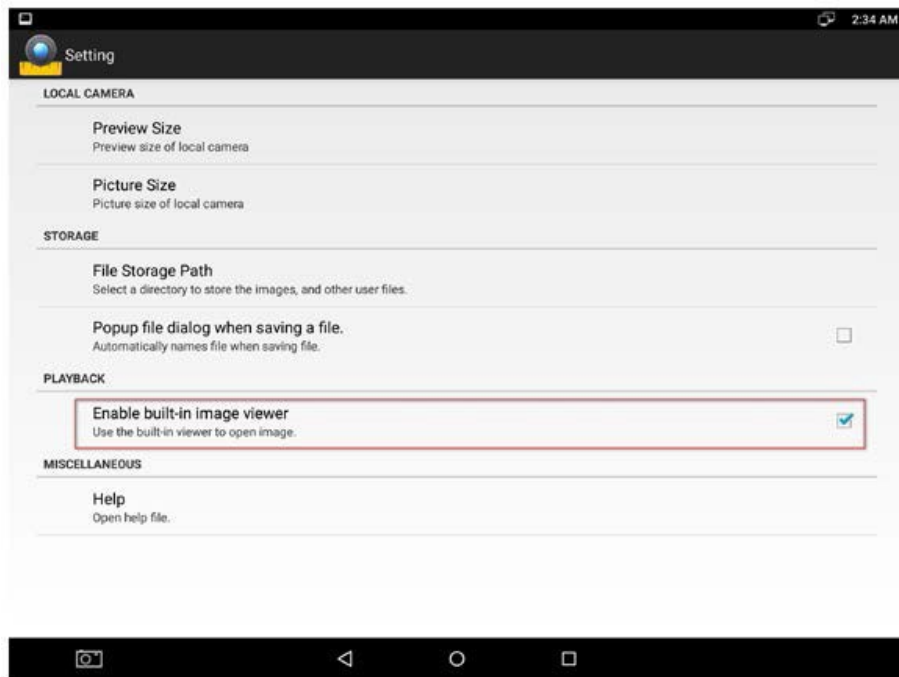 2:34 AM
Setting
LOCAL CAMERA
Preview Size
Preview size of local camera
Picture Size
Picture size of local camera
STORAGE
File Storage Path
Select a directory to store the images, and other user files.
Popup file dialog when saving a file.
Automatically names file when saving file.
PLAYBACK
Enable built-in image viewer
Use the built-in viewer to open image.
MISCELLANEOUS
Help
Open help file.